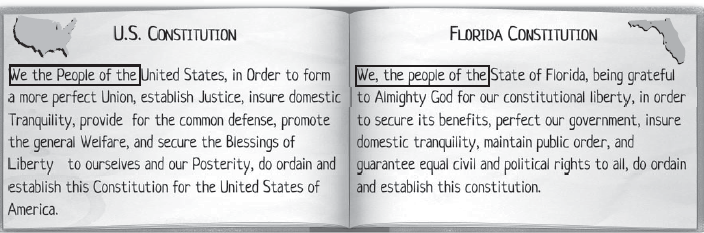 U.S. CONSTITUTION
We the People of the United States, in Order to form
a more perfect Union, establish Justice, insure domestic
Tranquility, provide for the common defense, promote
the general Welfare, and secure the Blessings of
Liberty to ourselves and our Posterity, do ordain and
establish this Constitution for the United States of
America.
FLORIDA CONSTITUTION
We, the people of the State of Florida, being grateful
to Almighty God for our constitutional liberty, in order
to secure its benefits, perfect our government, insure
domestic tranquility, maintain public order, and
guarantee equal civil and political rights to all, do ordain
and establish this constitution.